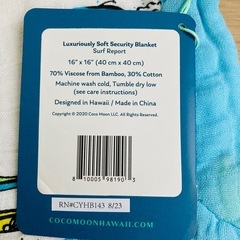 Luxuriously Soft Security Blanket
Surf Report
16" x 16" (40 cm x 40 cm)
70% Viscose from Bamboo, 30% Cotton
Machine wash cold, Tumble dry low
(see care instructions)
Designed in Hawaii / Made in China
Copyright © 2020 Coco Moon LLC. All Rights Reserved.
8 10005 98190 3
RN#CYHB143 8/23
COCOMOONHAWAII.COM